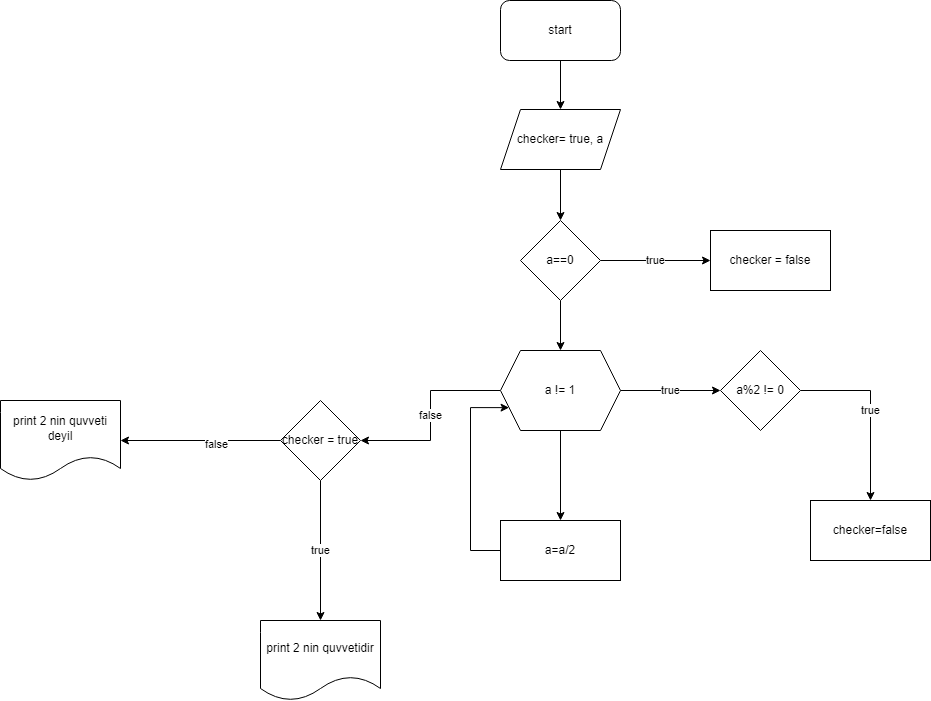 start
checker= true, a
a==0
true
checker = false
a != 1
true
a%2 != 0
true
checker=false
false
checker = true
false
print 2 nin quvveti
deyil
a=a/2
true
print 2 nin quvvetidir